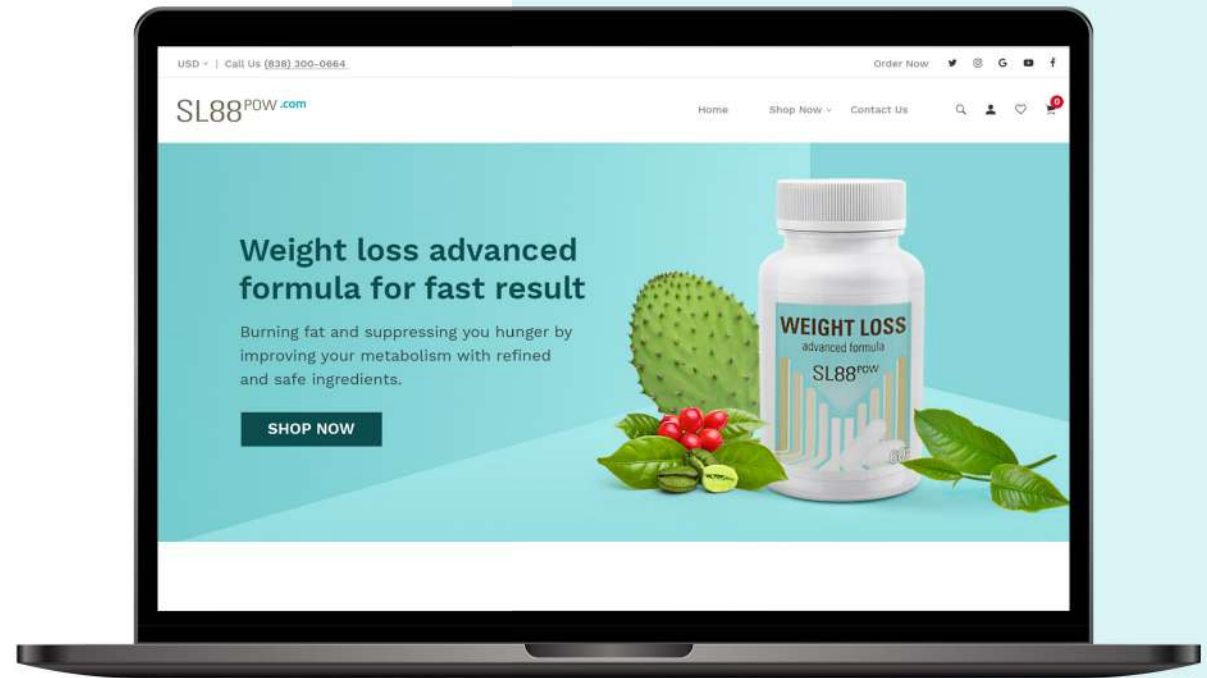 USD | Call Us (838) 300-0664
Order Now
SL88POW.com
Home Shop Now Contact Us
0
Weight loss advanced
formula for fast result
Burning fat and suppressing you hunger by
improving your metabolism with refined
and safe ingredients.
SHOP NOW
WEIGHT LOSS
advanced formula
SL88POW
60